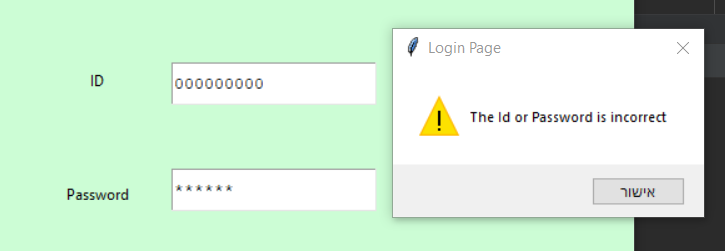 Login Page
ID
000000000
The Id or Password is incorrect
Password
******
אישור